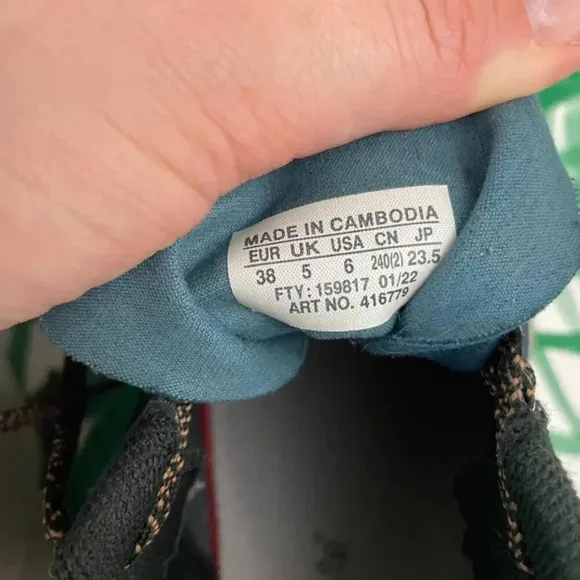 MADE IN CAMBODIA
EUR UK USA CN JP
38 5 6 240(2) 23.5
FTY: 159817 01/22
ART NO. 416779